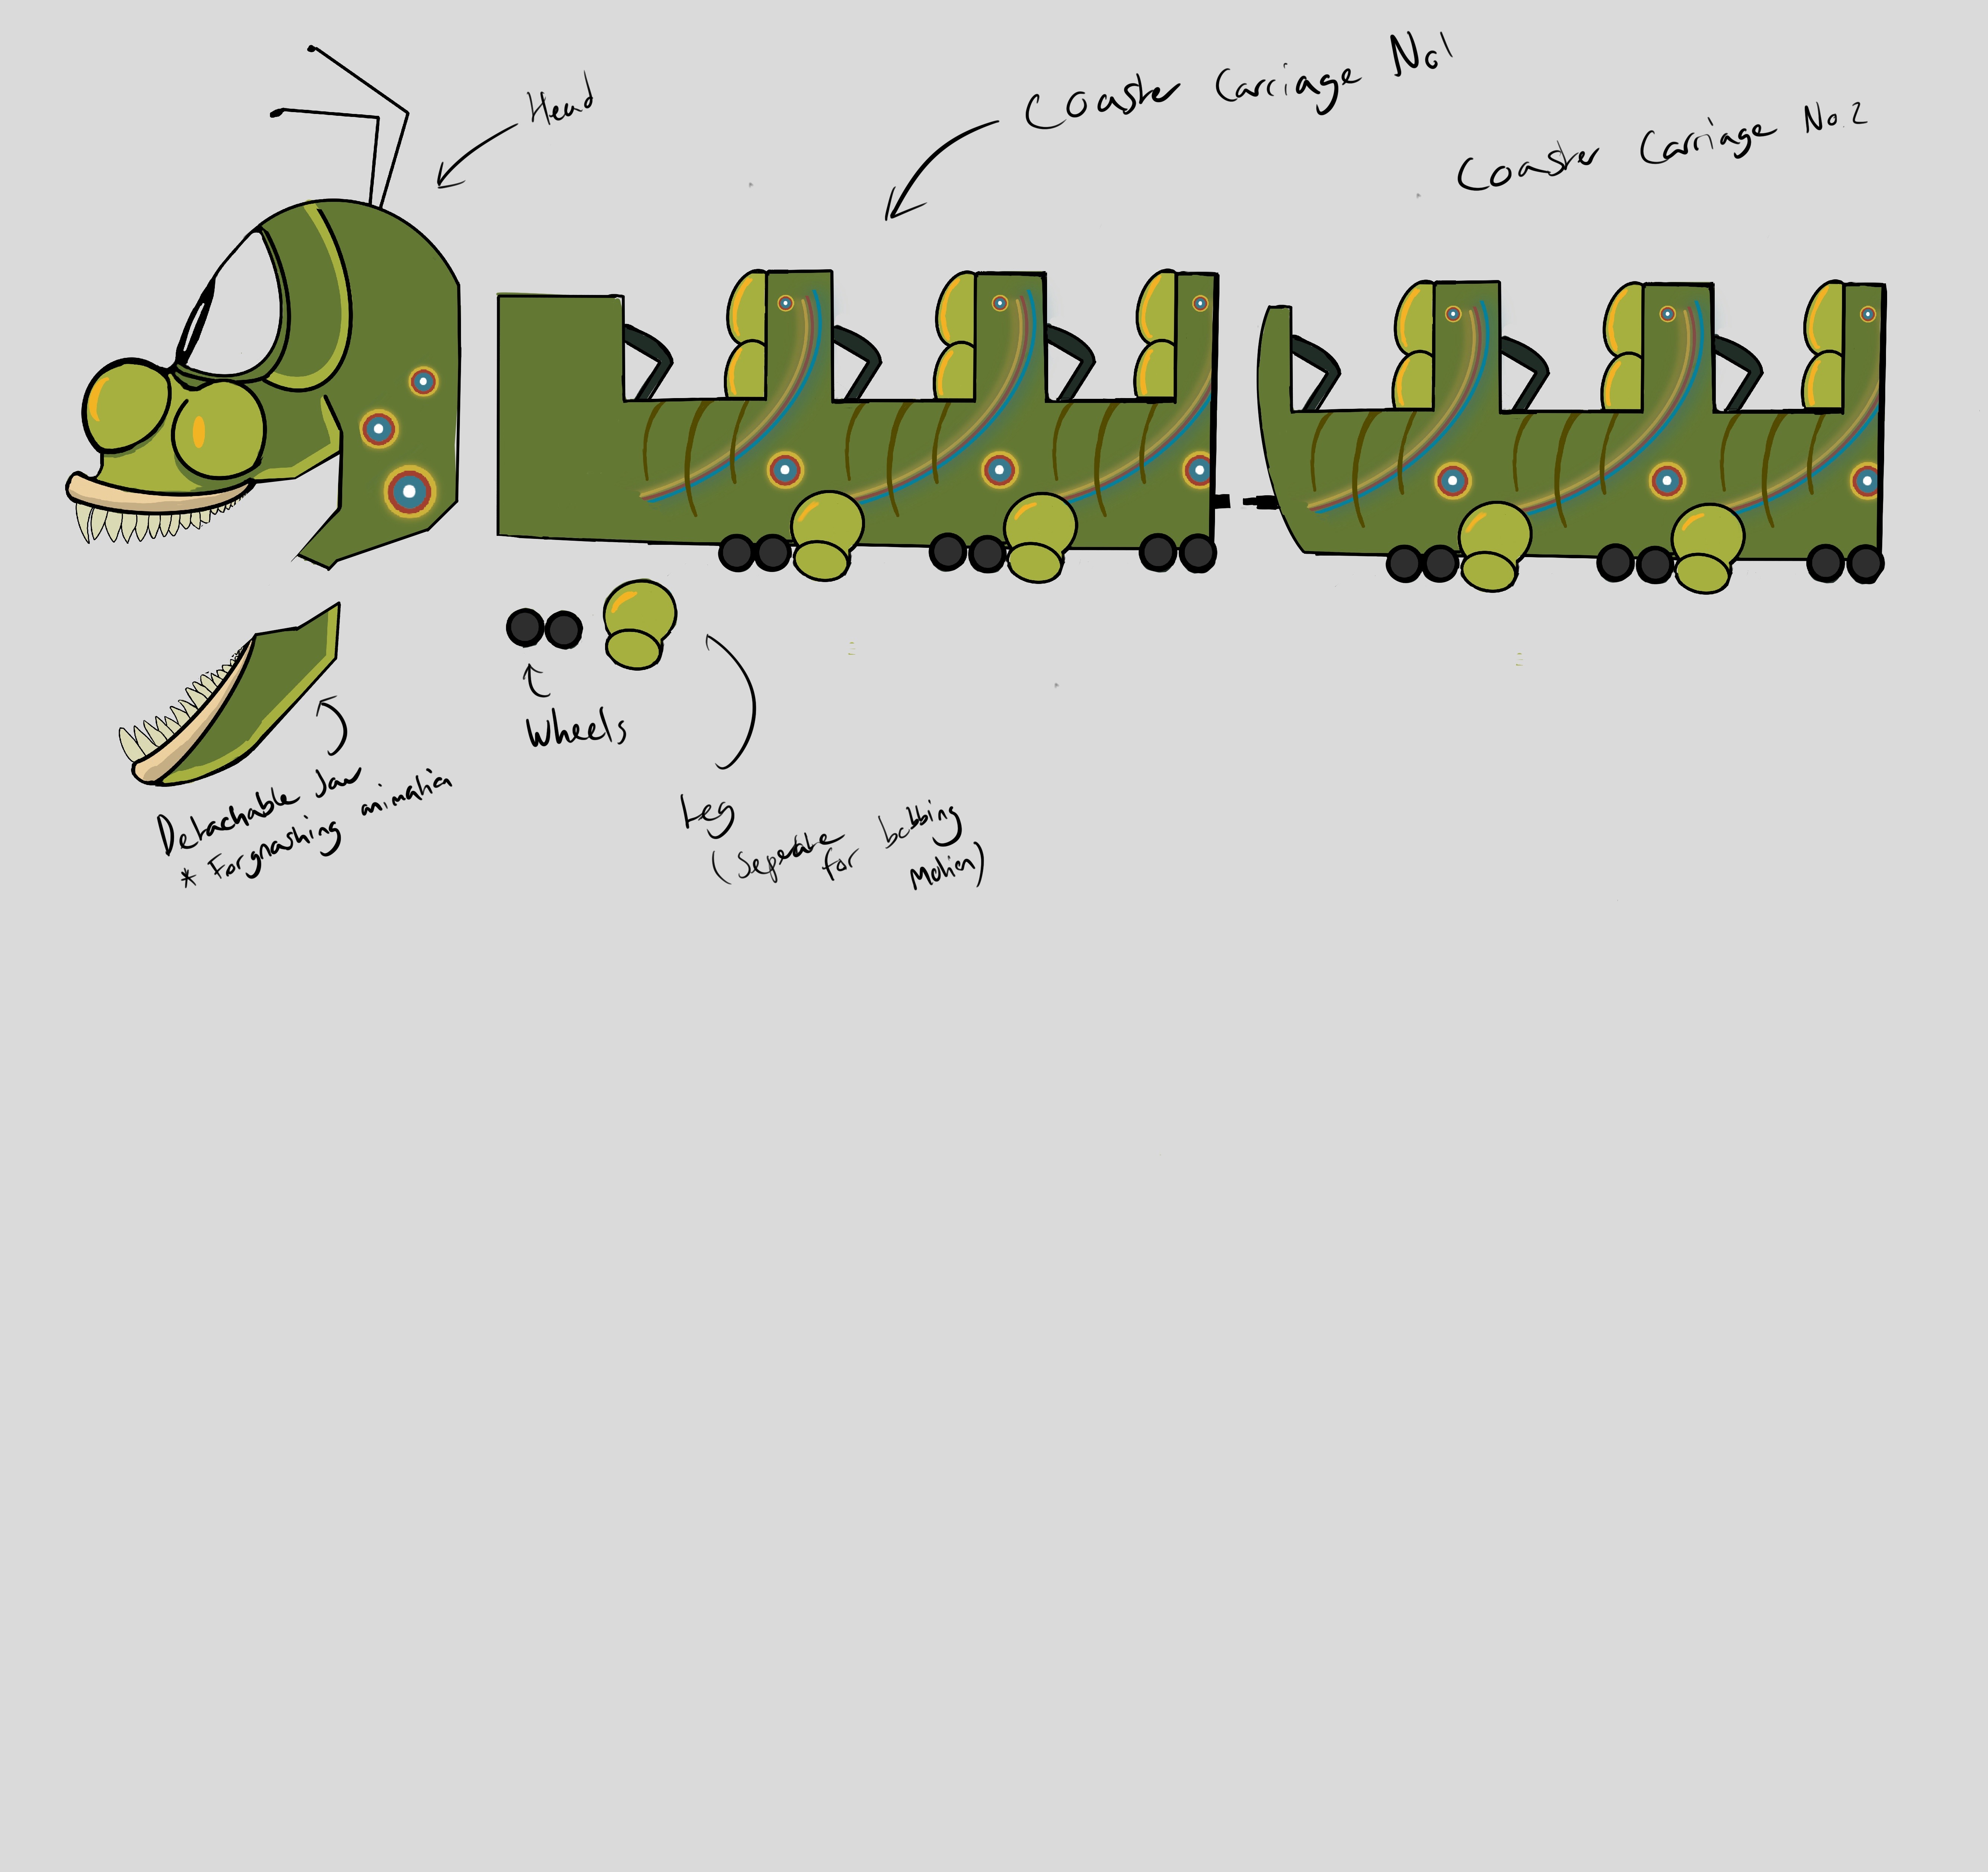 Head
Coaster Carriage No1
Coaster Carriage No2
Wheels
Detachable Jaw
* For gnashing animation
Leg
(Seperate for bobbing
Motion)